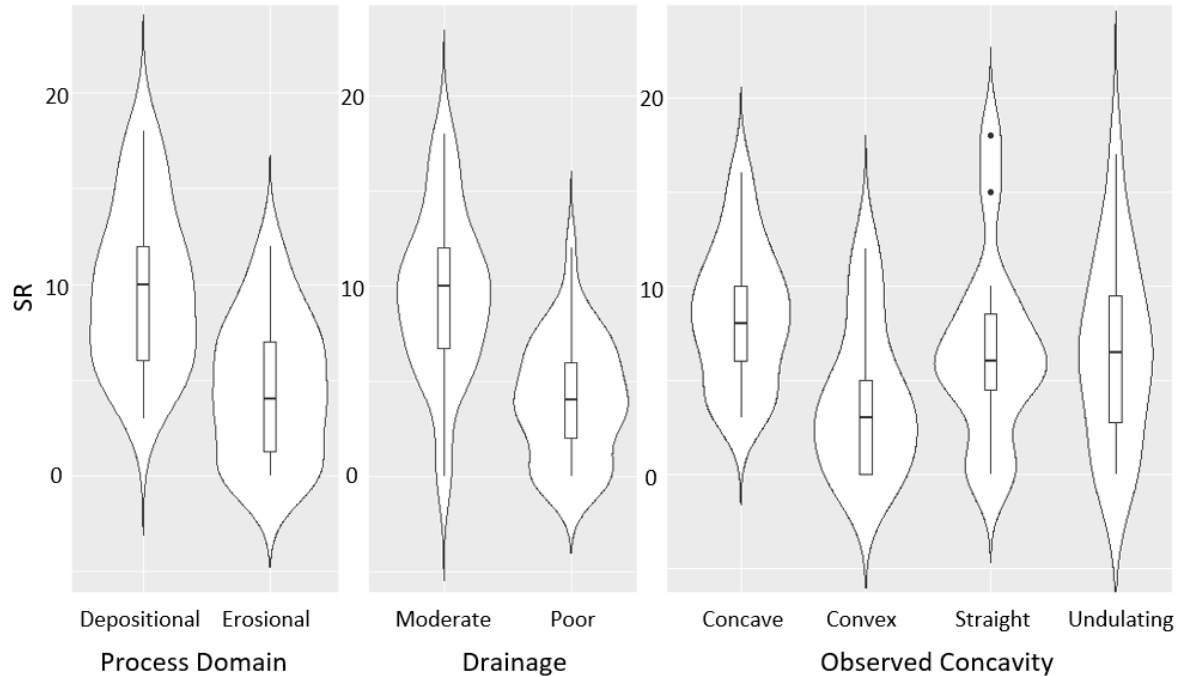 SR
20
10
0
Depositional Erosional
Process Domain
20
10
0
Moderate Poor
Drainage
20
10
0
Concave Convex Straight Undulating
Observed Concavity